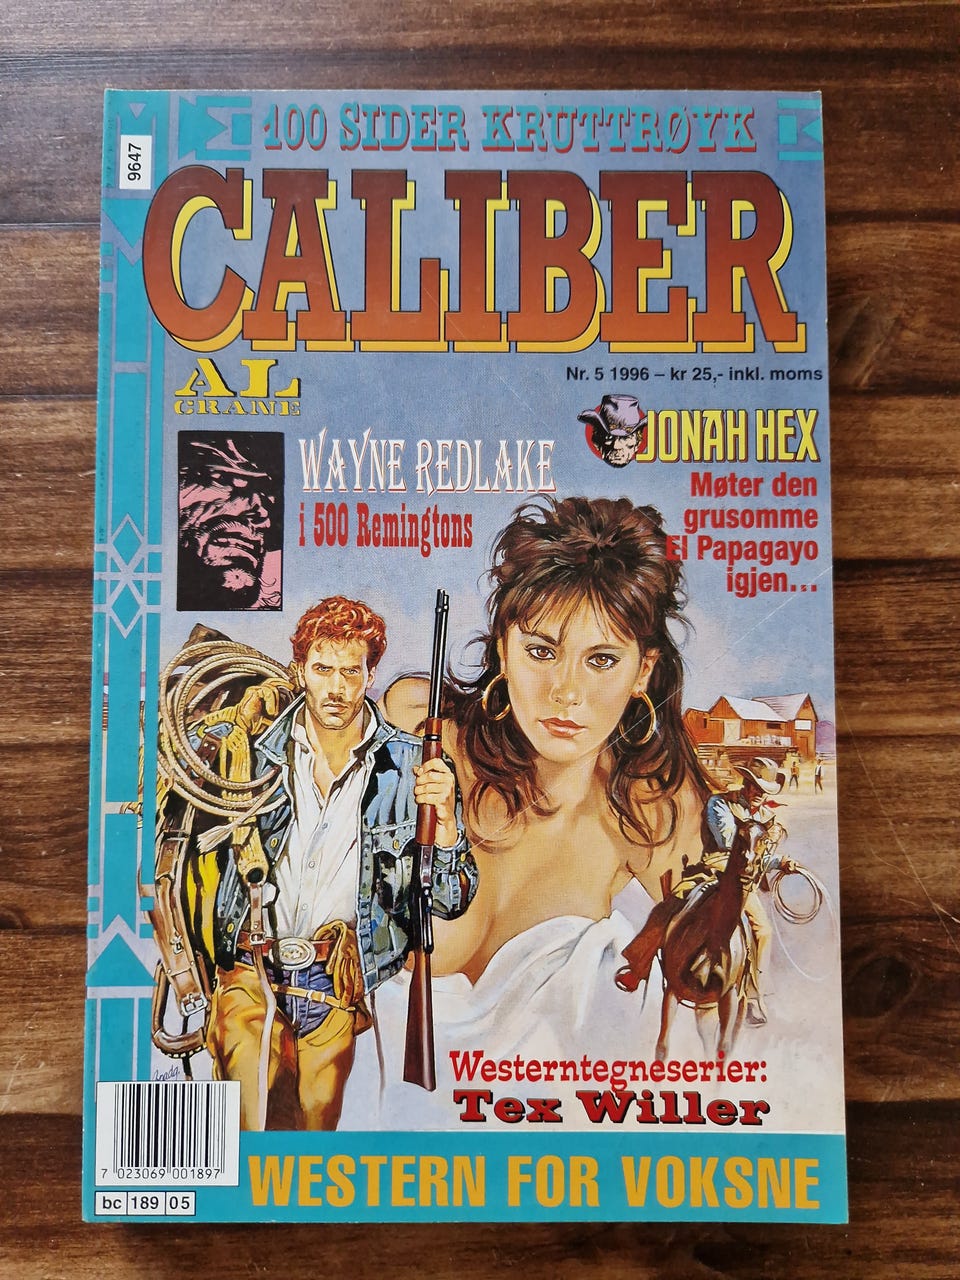 100 SIDER KRUTTRØYK
9647
CALIBER
Nr. 5 1996 – kr 25,- inkl. moms
AL
CRANE
WAYNE REDLAKE
i 500 Remingtons
JONAH HEX
Møter den
grusomme
El Papagayo
igjen...
Westerntegneserier:
Tex Willer
7 023069 001897
bc 189 05
WESTERN FOR VOKSNE